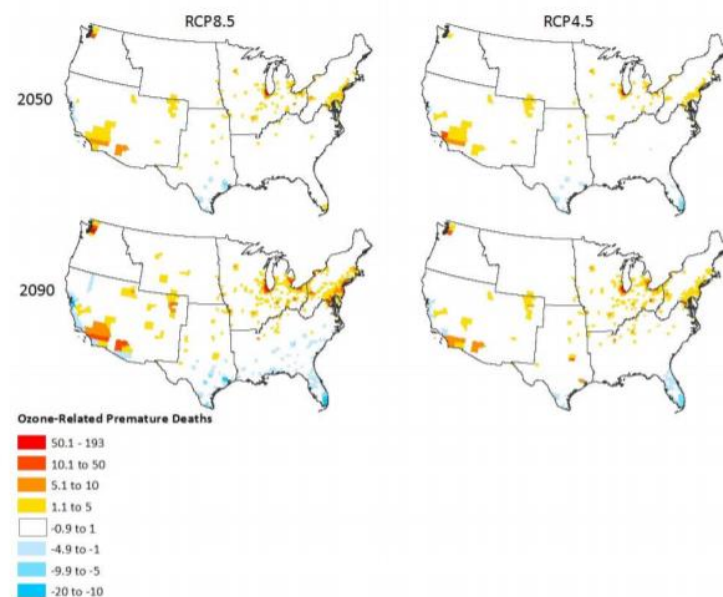 RCP8.5
RCP4.5
2050
2090
Ozone-Related Premature Deaths
50.1 - 193
10.1 to 50
5.1 to 10
1.1 to 5
-0.9 to 1
-4.9 to -1
-9.9 to -5
-20 to -10